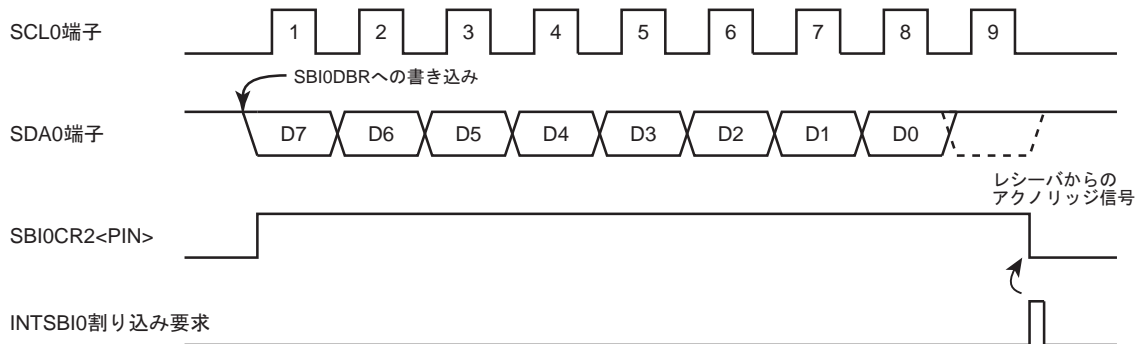 SCL0端子
1 2 3 4 5 6 7 8 9
SBI0DBRへの書き込み
SDA0端子
D7 D6 D5 D4 D3 D2 D1 D0
レシーバからの
アクノリッジ信号
SBI0CR2<PIN>
INTSBI0割り込み要求